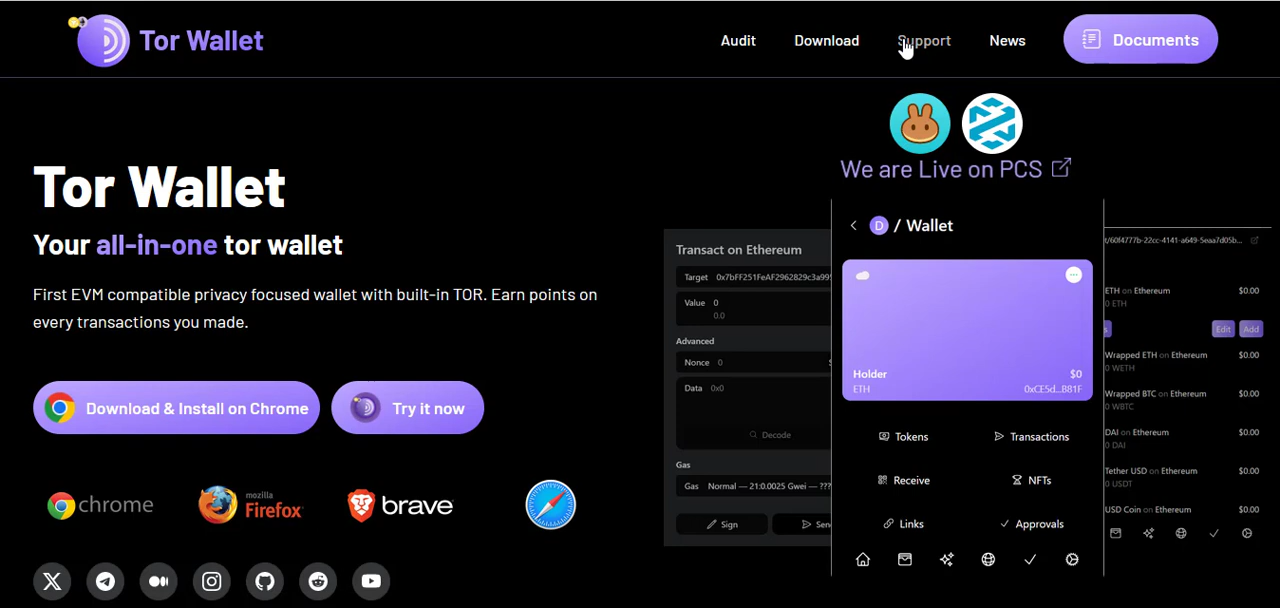 Tor Wallet
Audit Download Support News Documents
We are Live on PCS
Tor Wallet
Your all-in-one tor wallet
First EVM compatible privacy focused wallet with built-in TOR. Earn points on
every transactions you made.
Download & Install on Chrome
Try it now
chrome
mozilla
Firefox
brave
Transact on Ethereum
Target
Value 0
0.0
Advanced
Nonce 0
Data 0x0
Decode
Gas
Gas Normal — 21:0.0025 Gwei — ???
Sign
D / Wallet
Holder
$0
ETH
0xCE5d...B81F
Tokens
Transactions
Receive
NFTs
Links
Approvals
ETH on Ethereum $0.00
0 ETH
Edit Add
Wrapped ETH on Ethereum $0.00
0 WETH
Wrapped BTC on Ethereum $0.00
0 WBTC
DAI on Ethereum $0.00
0 DAI
Tether USD on Ethereum $0.00
0 USDT
USD Coin on Ethereum $0.00